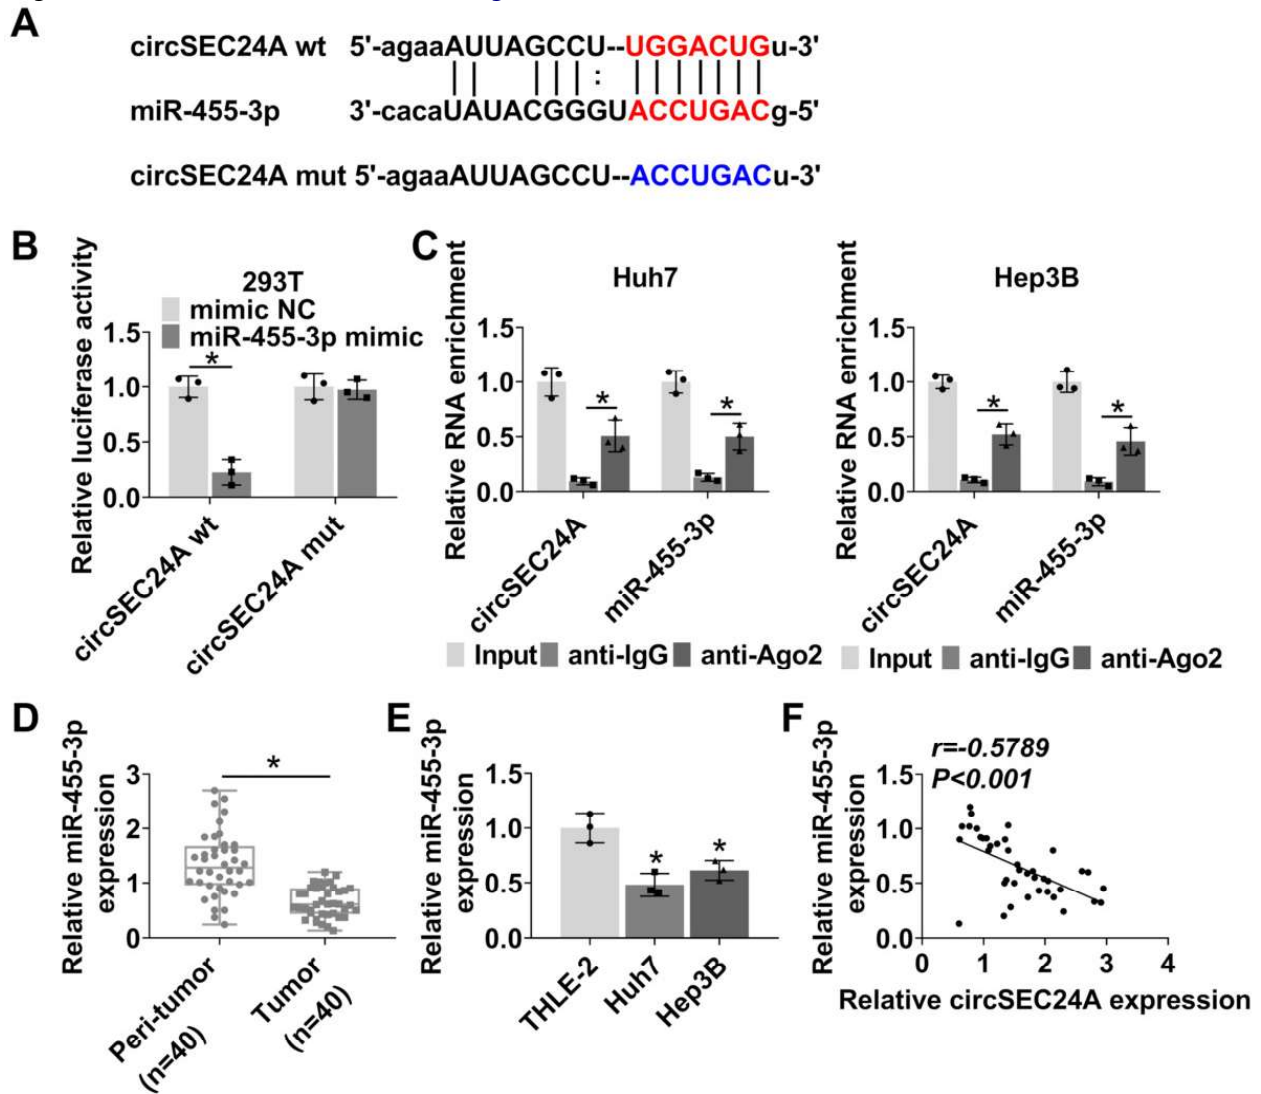 A
circSEC24A wt 5'-agaaAUUAGCCU--UGGACUGu-3'
miR-455-3p 3'-cacaUAUACGGGUACCUGACg-5'
circSEC24A mut 5'-agaaAUUAGCCU--ACCUGACu-3'
B
293T
mimic NC
miR-455-3p mimic
Relative luciferase activity
1.5
1.0
0.5
0.0
*
circSEC24A wt
circSEC24A mut
C
Huh7
Relative RNA enrichment
1.5
1.0
0.5
0.0
*
*
circSEC24A
miR-455-3p
Input anti-IgG anti-Ago2
Hep3B
Relative RNA enrichment
1.5
1.0
0.5
0.0
*
*
circSEC24A
miR-455-3p
Input anti-IgG anti-Ago2
D
Relative miR-455-3p
expression
3
2
1
0
*
Peri-tumor
(n=40)
Tumor
(n=40)
E
Relative miR-455-3p
expression
1.5
1.0
0.5
0.0
*
*
THLE-2
Huh7
Hep3B
F
Relative miR-455-3p
expression
r=-0.5789
P<0.001
1.5
1.0
0.5
0.0
0 1 2 3 4
Relative circSEC24A expression